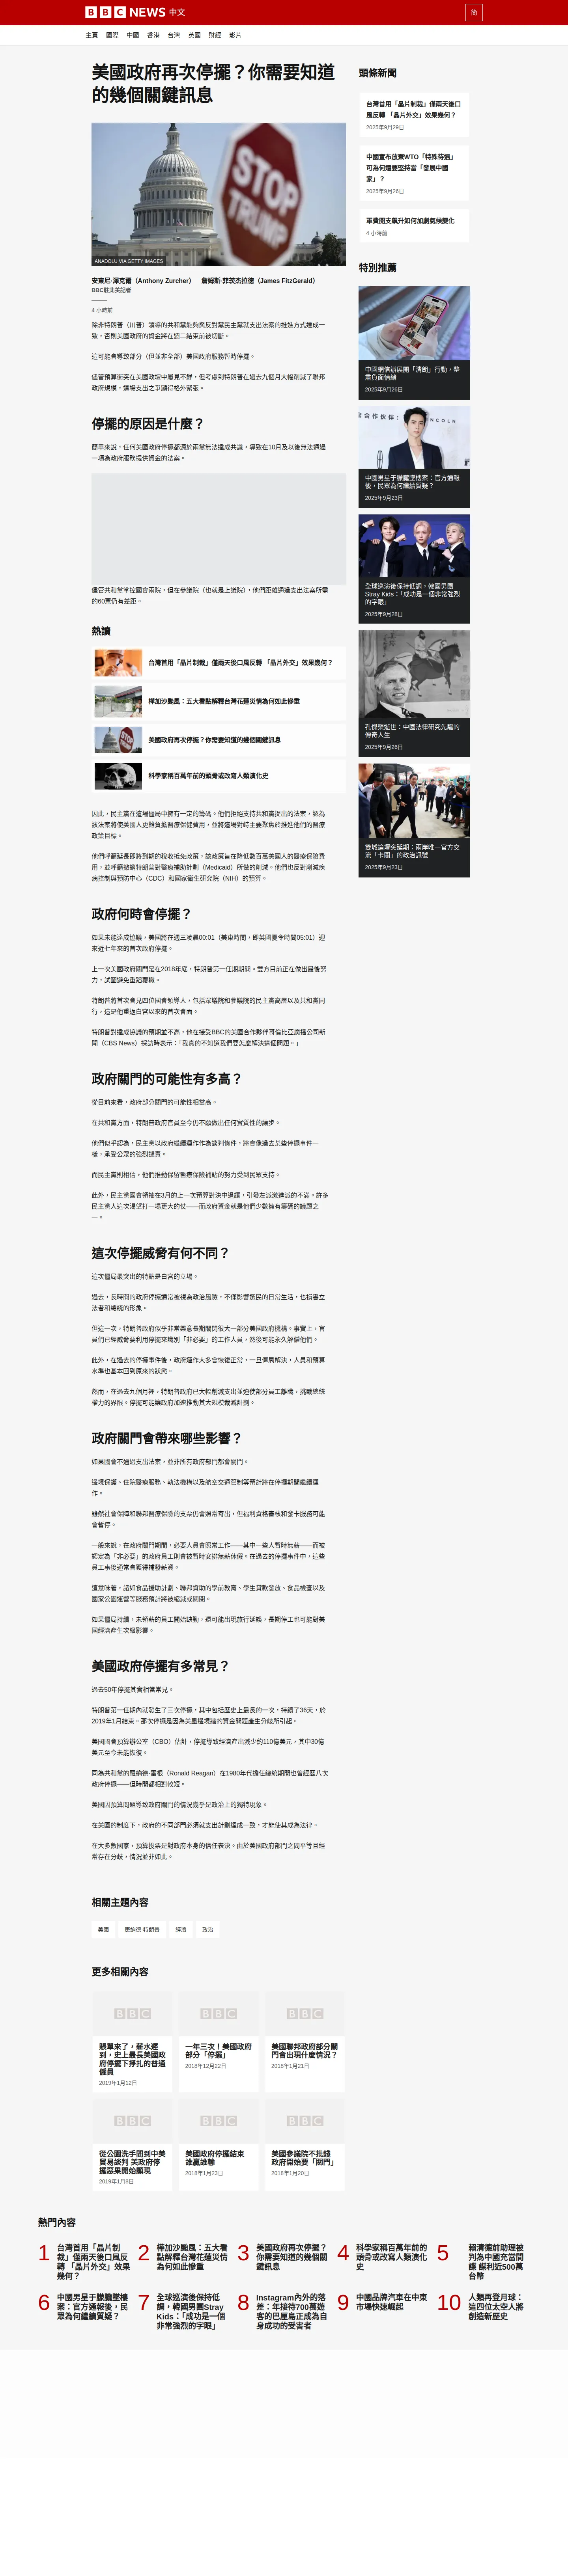 BBC NEWS 中文
简
主頁 國際 中國 香港 台灣 英國 財經 影片
美國政府再次停擺？你需要知道
的幾個關鍵訊息
STOP
TRUMP
ANADOLU VIA GETTY IMAGES
安東尼·澤克爾（Anthony Zurcher） 詹姆斯·菲茨杰拉德（James FitzGerald）
BBC駐北美記者
4 小時前
除非特朗普（川普）領導的共和黨能夠與反對黨民主黨就支出法案的推進方式達成一
致，否則美國政府的資金將在週二結束前被切斷。
這可能會導致部分（但並非全部）美國政府服務暫時停擺。
儘管預算衝突在美國政壇中屢見不鮮，但考慮到特朗普在過去九個月大幅削減了聯邦
政府規模，這場支出之爭顯得格外緊張。
停擺的原因是什麼？
簡單來說，任何美國政府停擺都源於兩黨無法達成共識，導致在10月及以後無法通過
一項為政府服務提供資金的法案。
儘管共和黨掌控國會兩院，但在參議院（也就是上議院），他們距離通過支出法案所需
的60票仍有差距。
熱讀
台灣首用「晶片制裁」僅兩天後口風反轉 「晶片外交」效果幾何？
樺加沙颱風：五大看點解釋台灣花蓮災情為何如此慘重
美國政府再次停擺？你需要知道的幾個關鍵訊息
科學家稱百萬年前的頭骨或改寫人類演化史
因此，民主黨在這場僵局中擁有一定的籌碼。他們拒絕支持共和黨提出的法案，認為
該法案將使美國人更難負擔醫療保健費用，並將這場對峙主要聚焦於推進他們的醫療
政策目標。
他們呼籲延長即將到期的稅收抵免政策，該政策旨在降低數百萬美國人的醫療保險費
用，並呼籲撤銷特朗普對醫療補助計劃（Medicaid）所做的削減。他們也反對削減疾
病控制與預防中心（CDC）和國家衛生研究院（NIH）的預算。
政府何時會停擺？
如果未能達成協議，美國將在週三凌晨00:01（美東時間，即英國夏令時間05:01）迎
來近七年來的首次政府停擺。
上一次美國政府關門是在2018年底，特朗普第一任期期間。雙方目前正在做出最後努
力，試圖避免重蹈覆轍。
特朗普將首次會見四位國會領導人，包括眾議院和參議院的民主黨高層以及共和黨同
行，這是他重返白宮以來的首次會面。
特朗普對達成協議的預期並不高，他在接受BBC的美國合作夥伴哥倫比亞廣播公司新
聞（CBS News）採訪時表示：「我真的不知道我們要怎麼解決這個問題。」
政府關門的可能性有多高？
從目前來看，政府部分關門的可能性相當高。
在共和黨方面，特朗普政府官員至今仍不願做出任何實質性的讓步。
他們似乎認為，民主黨以政府繼續運作作為談判條件，將會像過去某些停擺事件一
樣，承受公眾的強烈譴責。
而民主黨則相信，他們推動保留醫療保險補貼的努力受到民眾支持。
此外，民主黨國會領袖在3月的上一次預算對決中退讓，引發左派激進派的不滿。許多
民主黨人這次渴望打一場更大的仗——而政府資金就是他們少數擁有籌碼的議題之
一。
這次停擺威脅有何不同？
這次僵局最突出的特點是白宮的立場。
過去，長時間的政府停擺通常被視為政治風險，不僅影響選民的日常生活，也損害立
法者和總統的形象。
但這一次，特朗普政府似乎非常樂意長期關閉很大一部分美國政府機構。事實上，官
員們已經威脅要利用停擺來識別「非必要」的工作人員，然後可能永久解僱他們。
此外，在過去的停擺事件後，政府運作大多會恢復正常，一旦僵局解決，人員和預算
水準也基本回到原來的狀態。
然而，在過去九個月裡，特朗普政府已大幅削減支出並迫使部分員工離職，挑戰總統
權力的界限。停擺可能讓政府加速推動其大規模裁減計劃。
政府關門會帶來哪些影響？
如果國會不通過支出法案，並非所有政府部門都會關門。
邊境保護、住院醫療服務、執法機構以及航空交通管制等預計將在停擺期間繼續運
作。
雖然社會保障和聯邦醫療保險的支票仍會照常寄出，但福利資格審核和發卡服務可能
會暫停。
一般來說，在政府關門期間，必要人員會照常工作——其中一些人暫時無薪——而被
認定為「非必要」的政府員工則會被暫時安排無薪休假。在過去的停擺事件中，這些
員工事後通常會獲得補發薪資。
這意味著，諸如食品援助計劃、聯邦資助的學前教育、學生貸款發放、食品檢查以及
國家公園運營等服務預計將被縮減或關閉。
如果僵局持續，未領薪的員工開始缺勤，還可能出現旅行延誤，長期停工也可能對美
國經濟產生次級影響。
美國政府停擺有多常見？
過去50年停擺其實相當常見。
特朗普第一任期內就發生了三次停擺，其中包括歷史上最長的一次，持續了36天，於
2019年1月結束。那次停擺是因為美墨邊境牆的資金問題產生分歧所引起。
美國國會預算辦公室（CBO）估計，停擺導致經濟產出減少約110億美元，其中30億
美元至今未能恢復。
同為共和黨的羅納德·雷根（Ronald Reagan）在1980年代擔任總統期間也曾經歷八次
政府停擺——但時間都相對較短。
美國因預算問題導致政府關門的情況幾乎是政治上的獨特現象。
在美國的制度下，政府的不同部門必須就支出計劃達成一致，才能使其成為法律。
在大多數國家，預算投票是對政府本身的信任表決。由於美國政府部門之間平等且經
常存在分歧，情況並非如此。
相關主題內容
美國 唐納德·特朗普 經濟 政治
更多相關內容
BBC BBC BBC
賬單來了，薪水遲到，史上最長美國政府停擺下掙扎的普通僱員
2019年1月12日
一年三次！美國政府部分「停擺」
2018年12月22日
美國聯邦政府部分關門會出現什麼情況？
2018年1月21日
BBC BBC BBC
從公園洗手間到中美貿易談判 美政府停擺惡果開始顯現
2019年1月8日
美國政府停擺結束 誰贏誰輸
2018年1月23日
美國參議院不批錢 政府開始要「關門」
2018年1月20日
頭條新聞
台灣首用「晶片制裁」僅兩天後口
風反轉 「晶片外交」效果幾何？
2025年9月29日
中國宣布放棄WTO「特殊待遇」
可為何還要堅持當「發展中國
家」？
2025年9月26日
軍費開支飆升如何加劇氣候變化
4 小時前
特別推薦
中國網信辦展開「清朗」行動，整
肅負面情緒
2025年9月26日
LINCOLN
中國男星于朦朧墜樓案：官方通報
後，民眾為何繼續質疑？
2025年9月23日
全球巡演後保持低調，韓國男團
Stray Kids：「成功是一個非常強烈
的字眼」
2025年9月28日
孔傑榮逝世：中國法律研究先驅的
傳奇人生
2025年9月26日
雙城論壇突延期：兩岸唯一官方交
流「卡關」的政治訊號
2025年9月23日
熱門內容
1 台灣首用「晶片制裁」僅兩天後口風反轉 「晶片外交」效果幾何？
2 樺加沙颱風：五大看點解釋台灣花蓮災情為何如此慘重
3 美國政府再次停擺？你需要知道的幾個關鍵訊息
4 科學家稱百萬年前的頭骨或改寫人類演化史
5 賴清德前助理被判為中國充當間諜 謀利近500萬台幣
6 中國男星于朦朧墜樓案：官方通報後，民眾為何繼續質疑？
7 全球巡演後保持低調，韓國男團Stray Kids：「成功是一個非常強烈的字眼」
8 Instagram內外的落差：年接待700萬遊客的巴厘島正成為自身成功的受害者
9 中國品牌汽車在中東市場快速崛起
10 人類再登月球：這四位太空人將創造新歷史